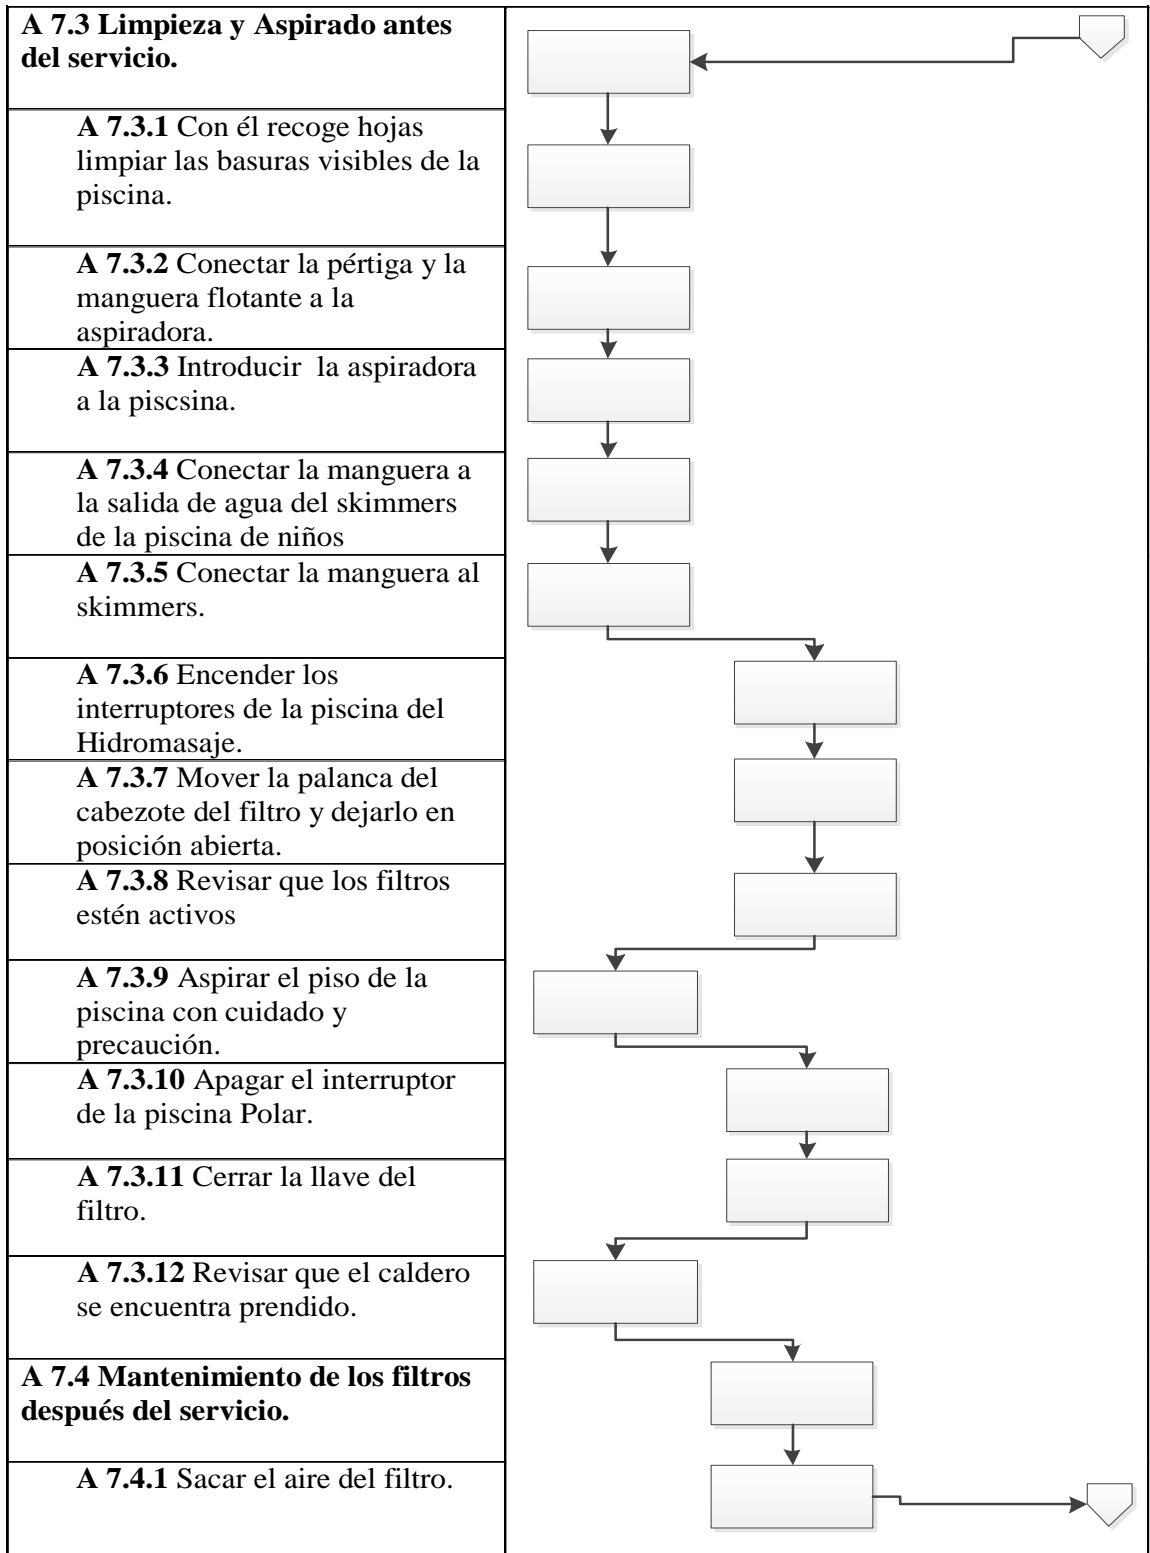 A 7.3 Limpieza y Aspirado antes
del servicio.
A 7.3.1 Con él recoge hojas
limpiar las basuras visibles de la
piscina.
A 7.3.2 Conectar la pértiga y la
manguera flotante a la
aspiradora.
A 7.3.3 Introducir  la aspiradora
a la piscsina.
A 7.3.4 Conectar la manguera a
la salida de agua del skimmers
de la piscina de niños
A 7.3.5 Conectar la manguera al
skimmers.
A 7.3.6 Encender los
interruptores de la piscina del
Hidromasaje.
A 7.3.7 Mover la palanca del
cabezote del filtro y dejarlo en
posición abierta.
A 7.3.8 Revisar que los filtros
estén activos
A 7.3.9 Aspirar el piso de la
piscina con cuidado y
precaución.
A 7.3.10 Apagar el interruptor
de la piscina Polar.
A 7.3.11 Cerrar la llave del
filtro.
A 7.3.12 Revisar que el caldero
se encuentra prendido.
A 7.4 Mantenimiento de los filtros
después del servicio.
A 7.4.1 Sacar el aire del filtro.